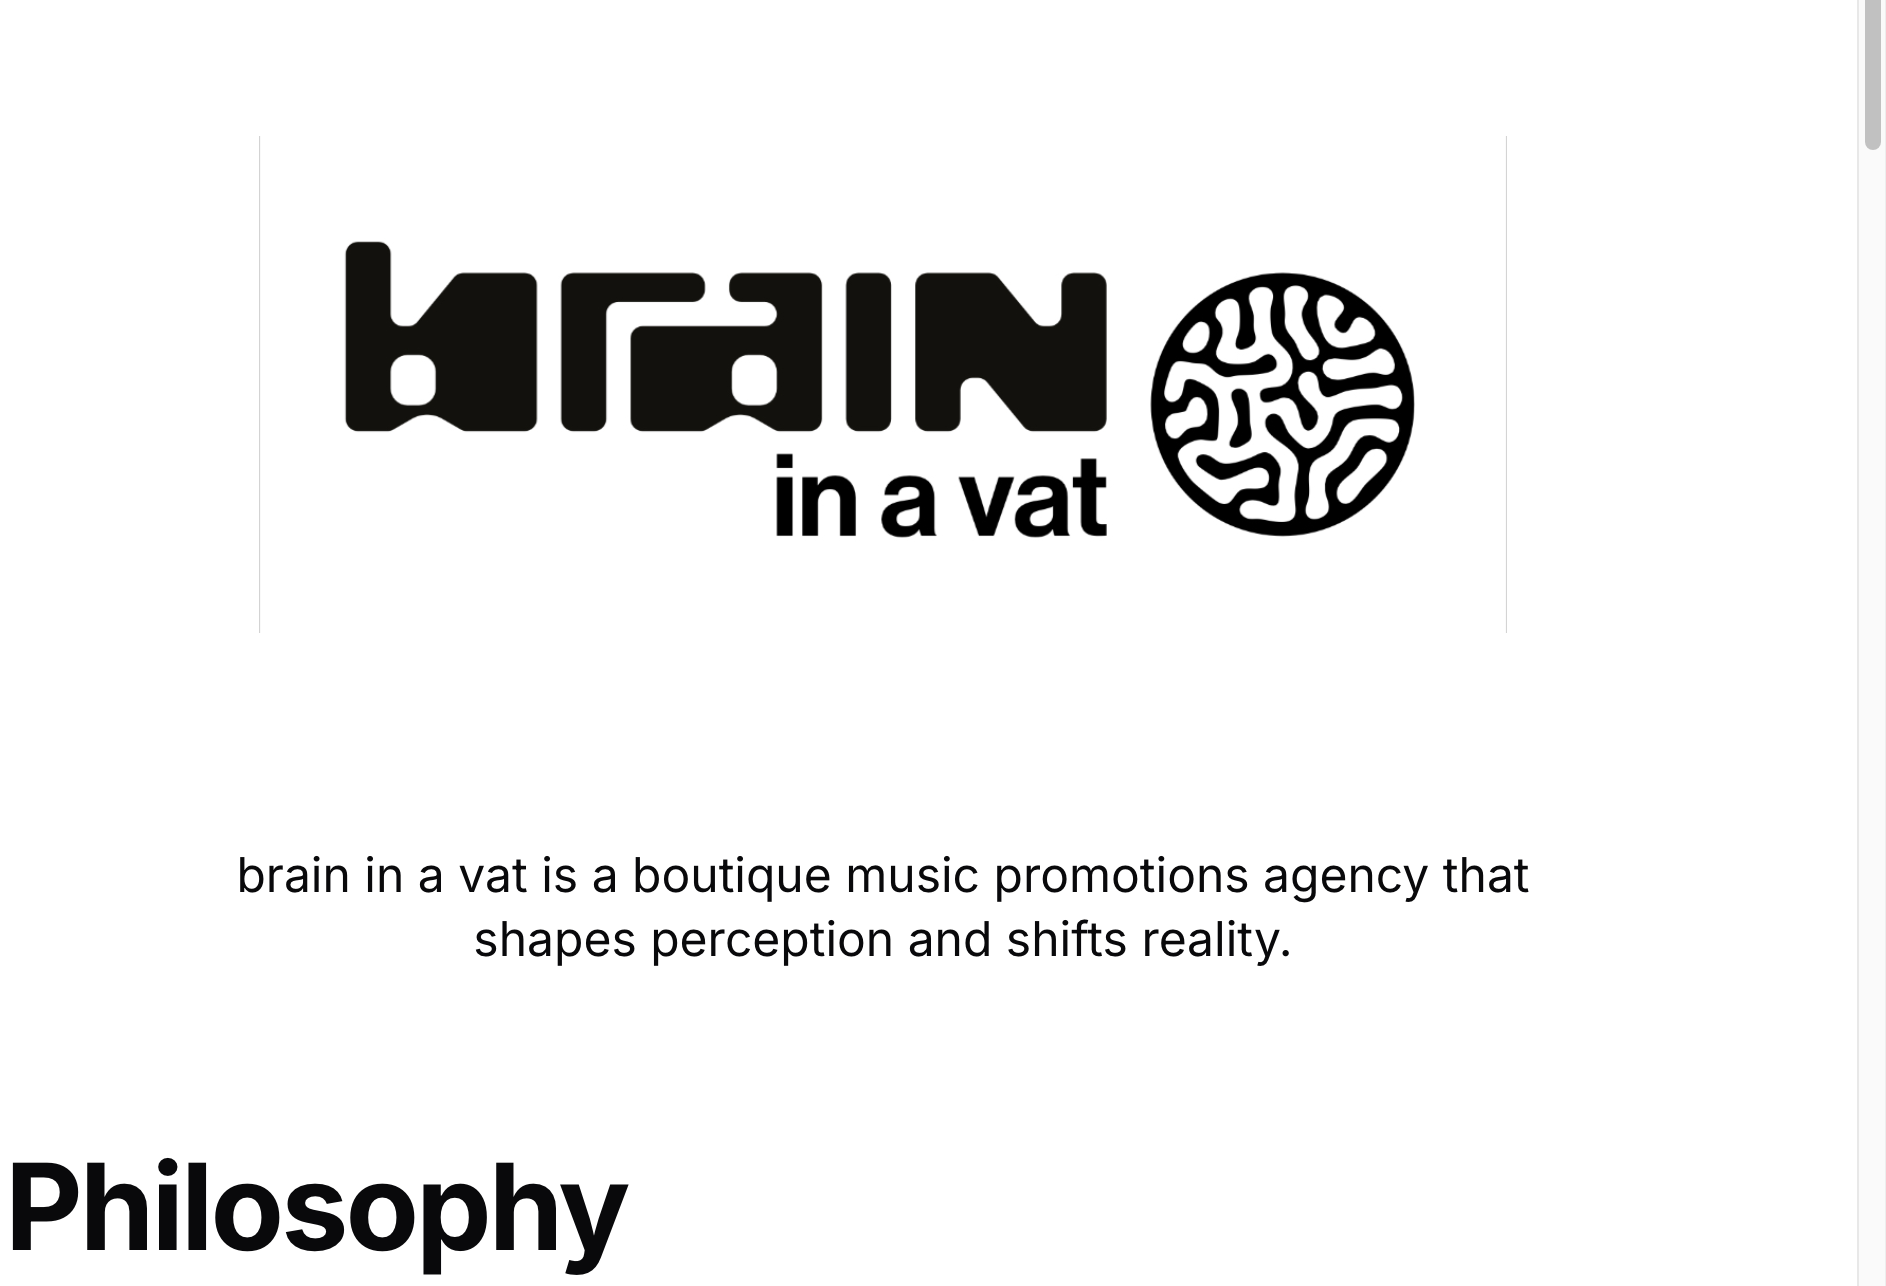 braIN
in a vat
brain in a vat is a boutique music promotions agency that
shapes perception and shifts reality.
Philosophy